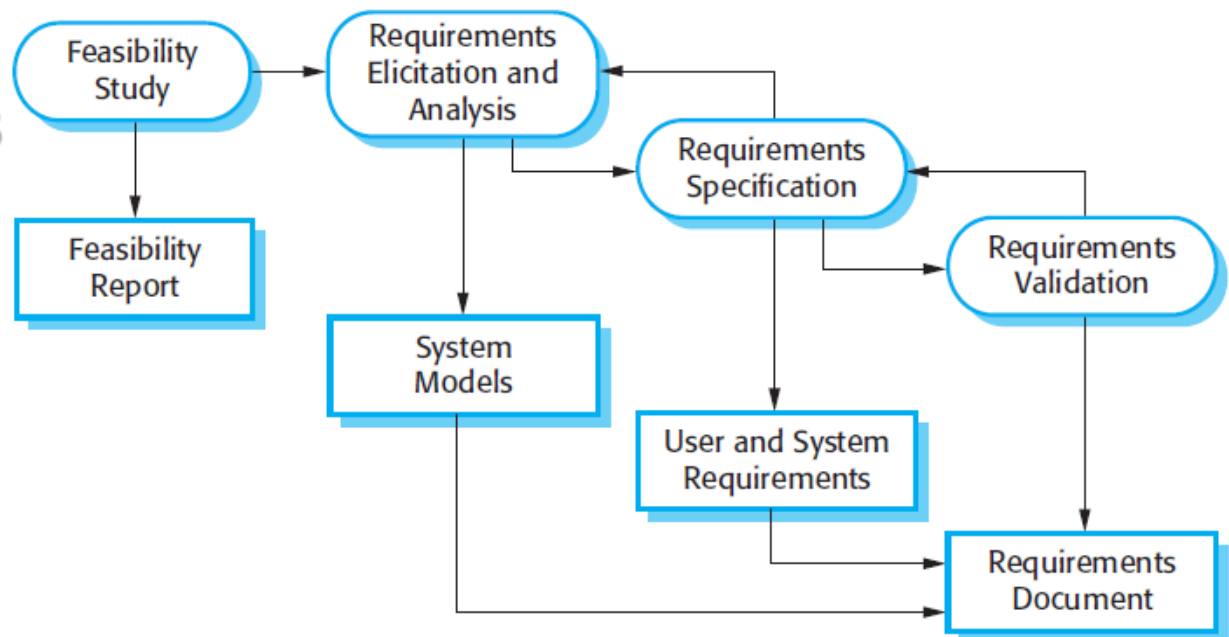 Feasibility
Study
Requirements
Elicitation and
Analysis
Requirements
Specification
Requirements
Validation
Feasibility
Report
System
Models
User and System
Requirements
Requirements
Document